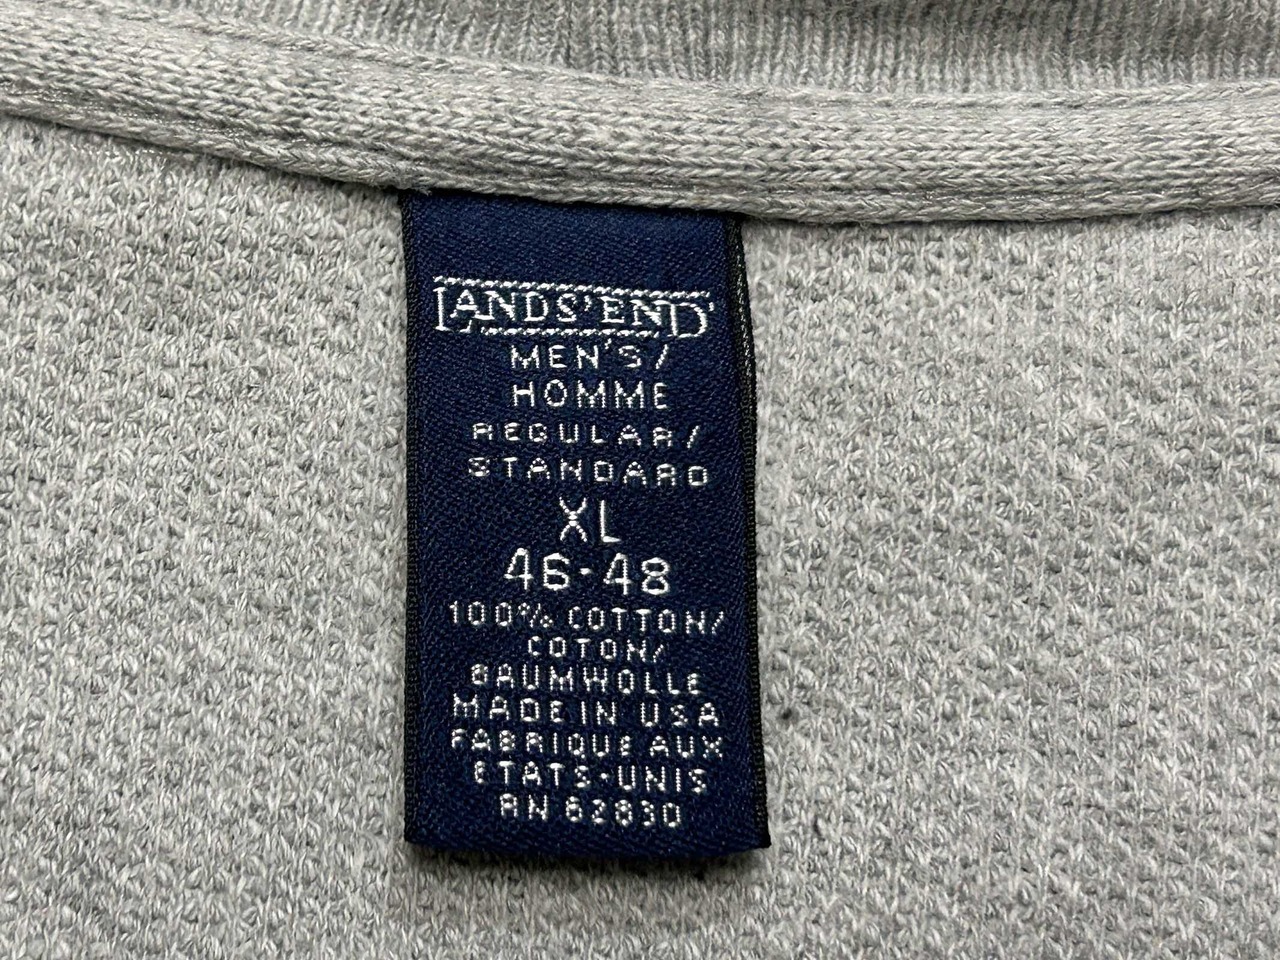 LANDS' END
MEN'S/
HOMME
REGULAR/
STANDARD
XL
46-48
100% COTTON/
COTON/
BAUMWOLLE
MADE IN USA
FABRIQUE AUX
ETATS-UNIS
RN 62830